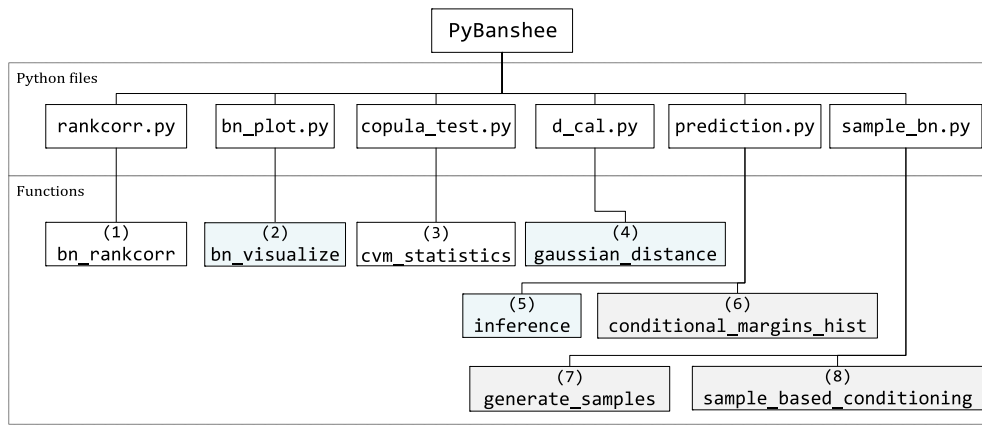 PyBanshee
Python files
rankcorr.py
bn_plot.py
copula_test.py
d_cal.py
prediction.py
sample_bn.py
Functions
(1)
bn_rankcorr
(2)
bn_visualize
(3)
cvm_statistics
(4)
gaussian_distance
(5)
inference
(6)
conditional_margins_hist
(7)
generate_samples
(8)
sample_based_conditioning